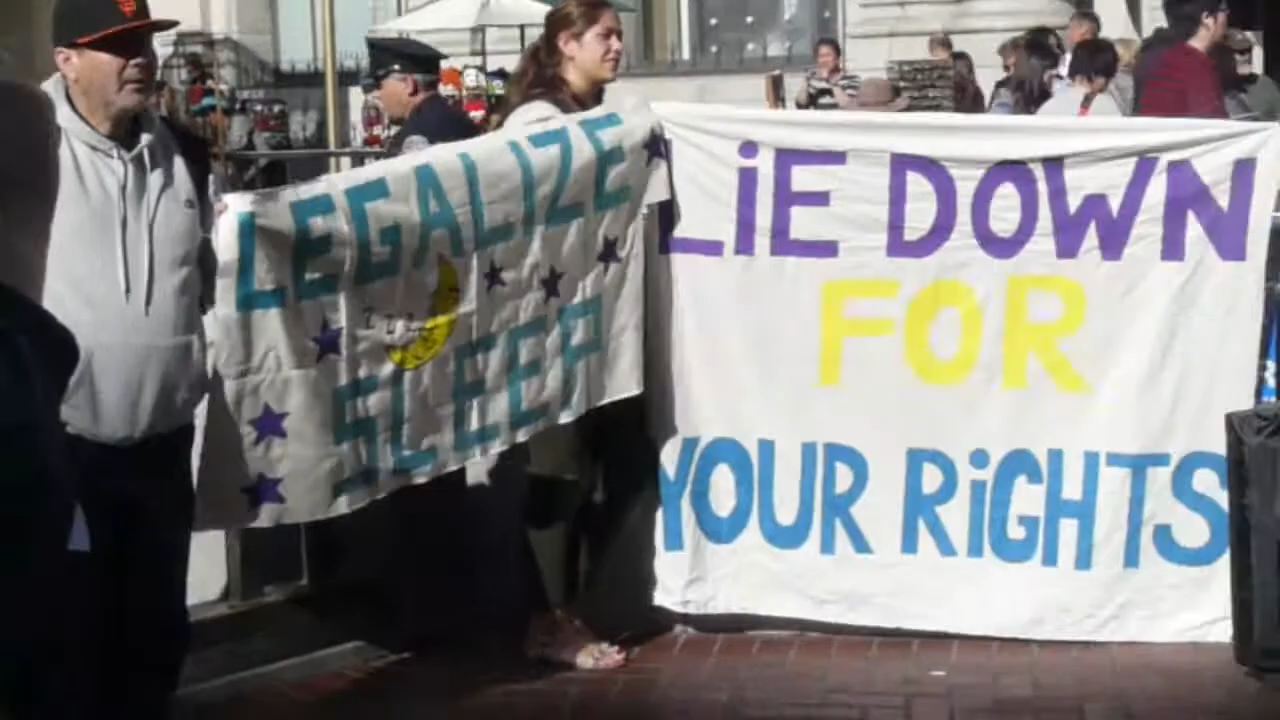 LEGALIZE
z z z
SLEEP
LiE DOWN
FOR
YOUR RiGHTS